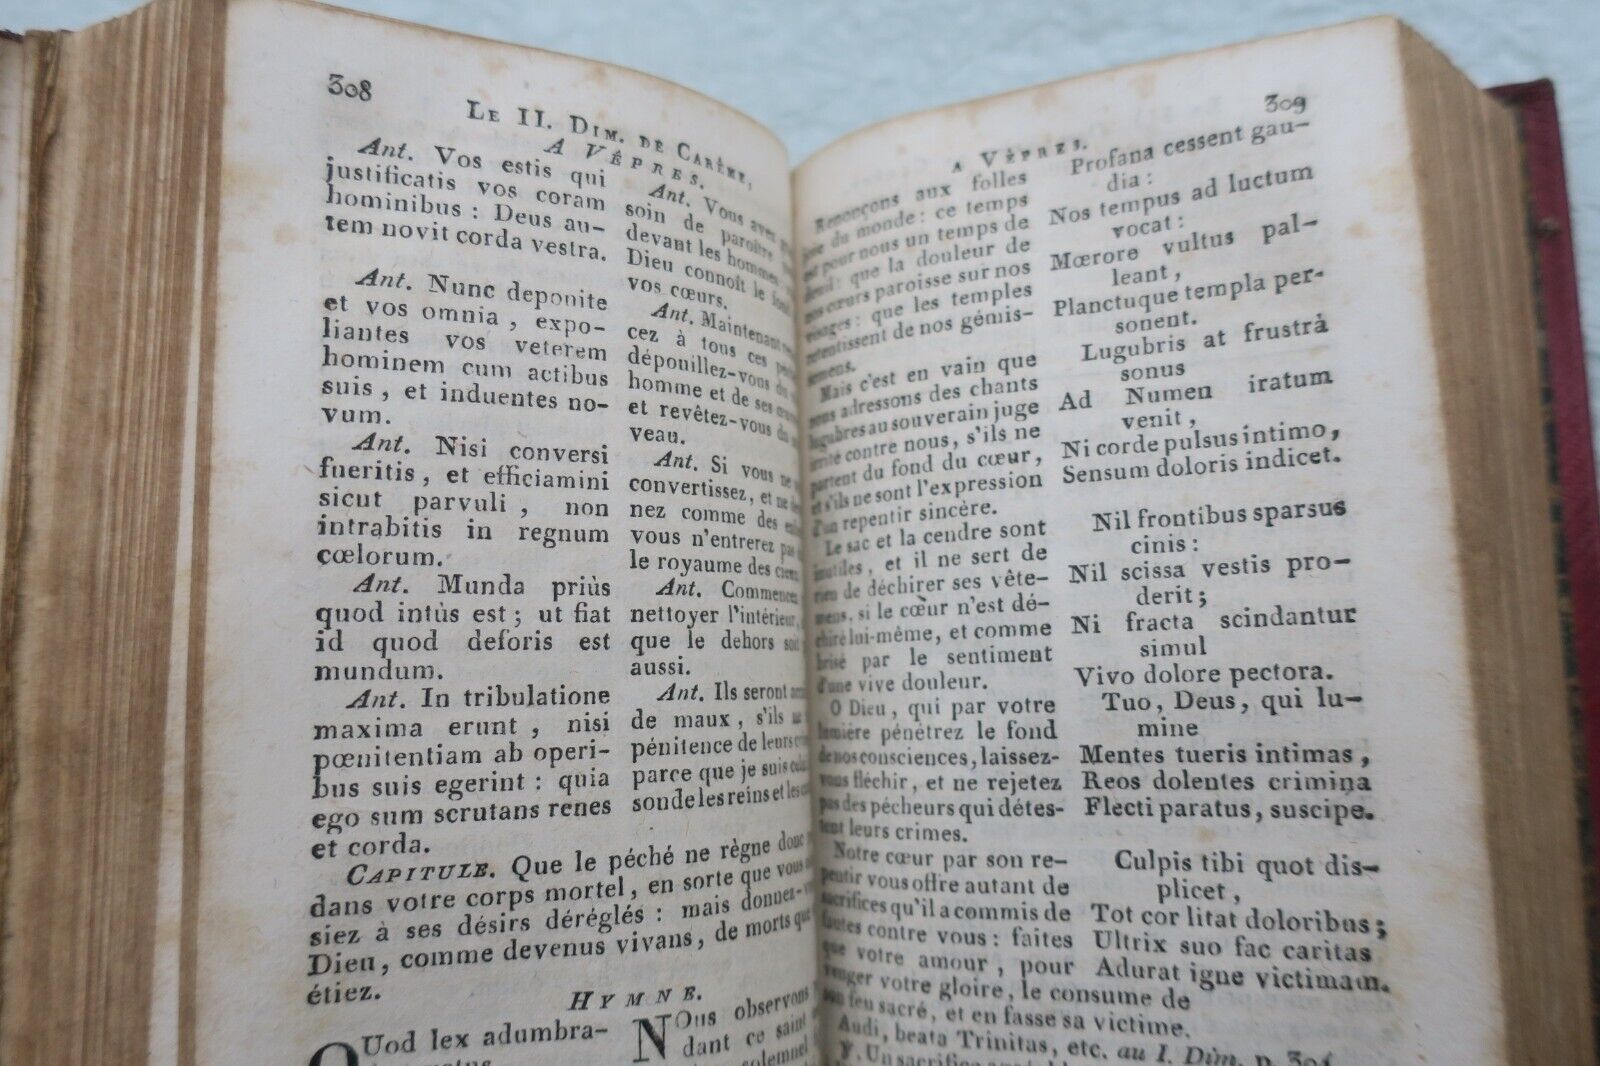 308
LE II. DIM. DE CARÊME,
A VÊPRES.
Ant. Vos estis qui
justificatis vos coram
hominibus : Deus au-
tem novit corda vestra.
Ant. Nunc deponite
et vos omnia , expo-
liantes vos veterem
hominem cum actibus
suis , et induentes no-
vum.
Ant. Nisi conversi
fueritis , et efficiamini
sicut parvuli , non
intrabitis in regnum
cœlorum.
Ant. Munda priùs
quod intùs est ; ut fiat
id quod deforis est
mundum.
Ant. In tribulatione
maxima erunt , nisi
pœnitentiam ab operi-
bus suis egerint : quia
ego sum scrutans renes
et corda.
Ant. Vous avez
soin de paroître
devant les hommes
Dieu connoît le fond
vos cœurs.
Ant. Maintenant
cez à tous ces
dépouillez-vous du
homme et de ses
et revêtez-vous du
veau.
Ant. Si vous ne
convertissez, et ne
nez comme des
vous n'entrerez pas
le royaume des cieux
Ant. Commencez
nettoyer l'intérieur,
que le dehors soit
aussi.
Ant. Ils seront
de maux , s'ils
pénitence de leurs
parce que je suis
sonde les reins et les
CAPITULE. Que le péché ne règne donc
dans votre corps mortel, en sorte que vous
siez à ses désirs déréglés : mais donnez-
Dieu, comme devenus vivans, de morts que
étiez.
HYMNE.
QUod lex adumbra-
NOus observons
dant ce saint
solemnel
309
A VÊPRES.
Renonçons aux folles
du monde : ce temps
est pour nous un temps de
deuil : que la douleur de
nos cœurs paroisse sur nos
visages : que les temples
retentissent de nos gémis-
semens.
Mais c'est en vain que
nous adressons des chants
lugubres au souverain juge
irrité contre nous, s'ils ne
partent du fond du cœur,
et s'ils ne sont l'expression
d'un repentir sincère.
Le sac et la cendre sont
inutiles , et il ne sert de
rien de déchirer ses vête-
mens, si le cœur n'est dé-
chiré lui-même, et comme
brisé par le sentiment
d'une vive douleur.
O Dieu, qui par votre
lumière pénétrez le fond
de nos consciences, laissez-
vous fléchir, et ne rejetez
pas des pécheurs qui détes-
tent leurs crimes.
Notre cœur par son re-
pentir vous offre autant de
sacrifices qu'il a commis de
fautes contre vous : faites
que votre amour , pour
venger votre gloire, le consume de
son feu sacré, et en fasse sa victime.
Profana cessent gau-
dia :
Nos tempus ad luctum
vocat :
Mœrore vultus pal-
leant ,
Planctuque templa per-
sonent.
Lugubris at frustrà
sonus
Ad Numen iratum
venit ,
Ni corde pulsus intimo,
Sensum doloris indicet.
Nil frontibus sparsus
cinis :
Nil scissa vestis pro-
derit ;
Ni fracta scindantur
simul
Vivo dolore pectora.
Tuo, Deus, qui lu-
mine
Mentes tueris intimas ,
Reos dolentes crimina
Flecti paratus, suscipe.
Culpis tibi quot dis-
plicet ,
Tot cor litat doloribus ;
Ultrix suo fac caritas
Adurat igne victimam.
Audi, beata Trinitas, etc. au I. Dim. p. 301
℣. Un sacrifice